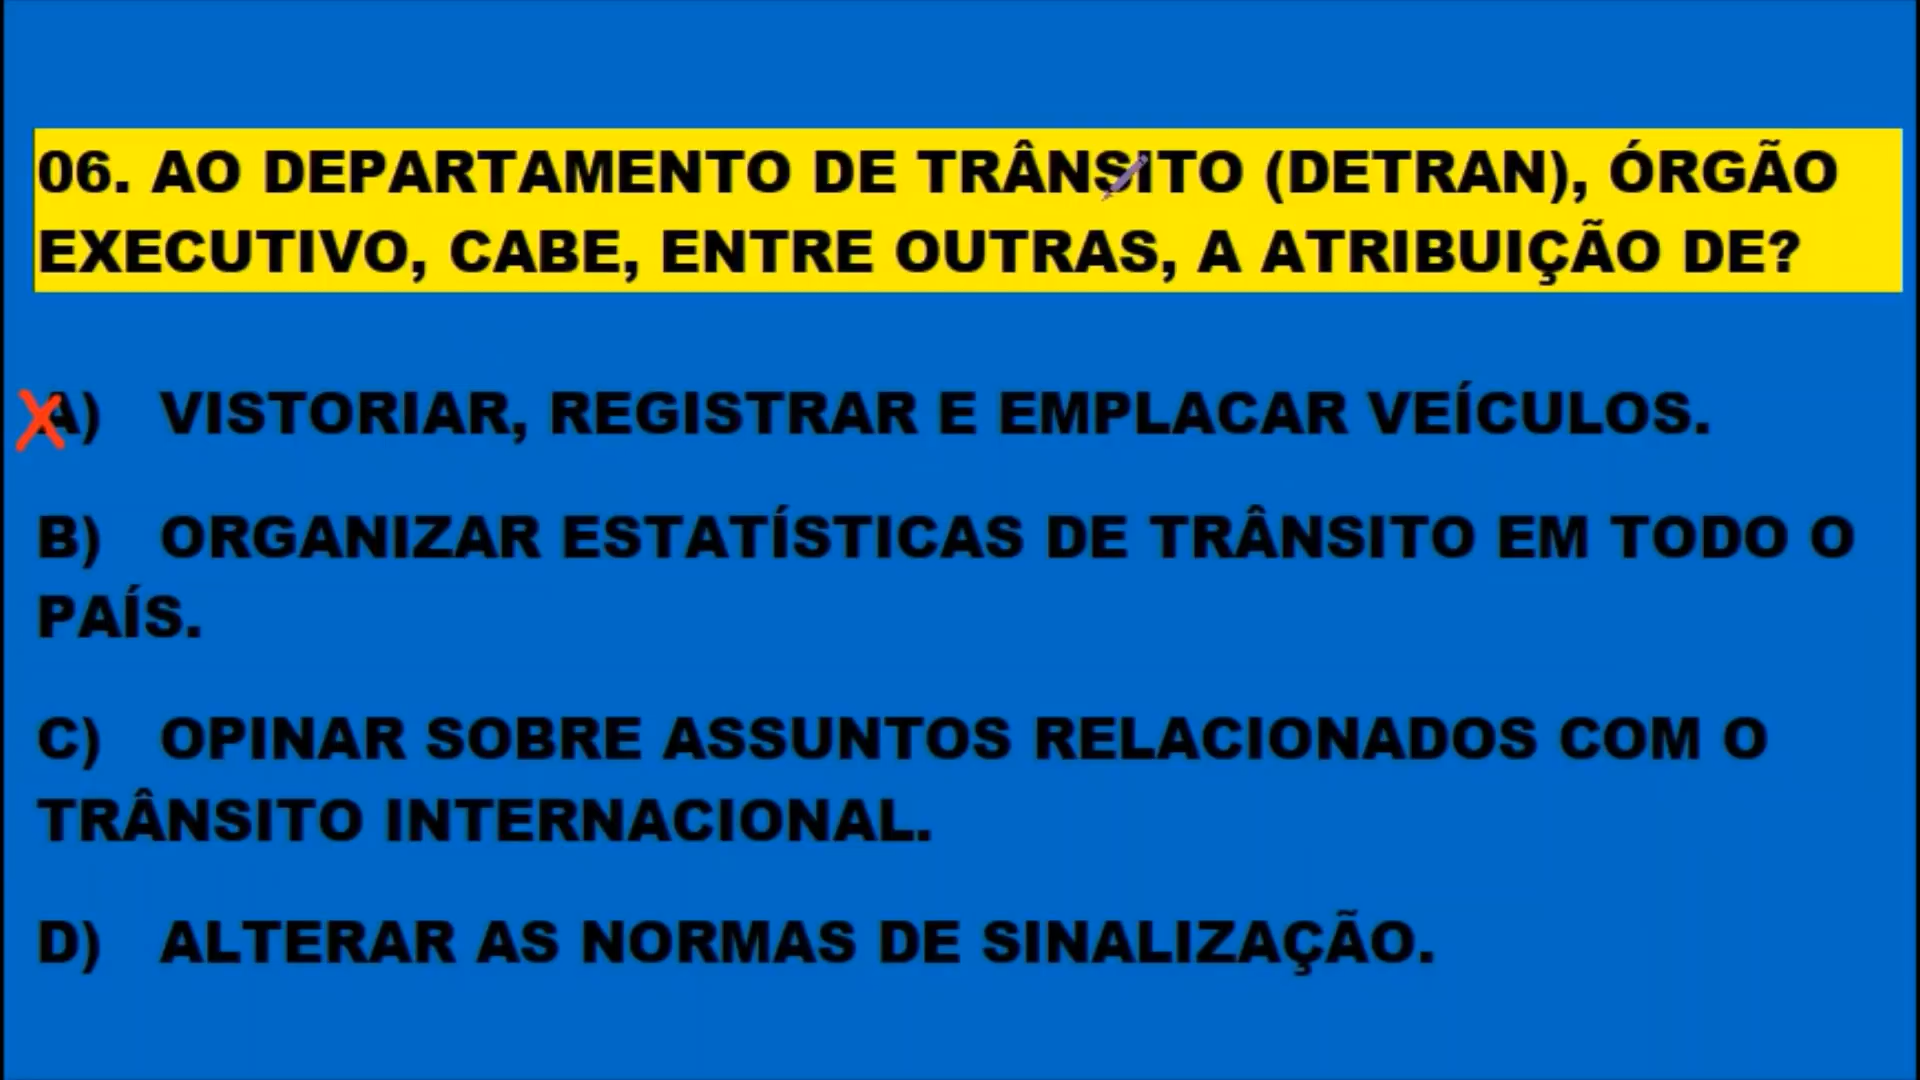 06. AO DEPARTAMENTO DE TRÂNSITO (DETRAN), ÓRGÃO
EXECUTIVO, CABE, ENTRE OUTRAS, A ATRIBUIÇÃO DE?
A) VISTORIAR, REGISTRAR E EMPLACAR VEÍCULOS.
B) ORGANIZAR ESTATÍSTICAS DE TRÂNSITO EM TODO O
PAÍS.
C) OPINAR SOBRE ASSUNTOS RELACIONADOS COM O
TRÂNSITO INTERNACIONAL.
D) ALTERAR AS NORMAS DE SINALIZAÇÃO.